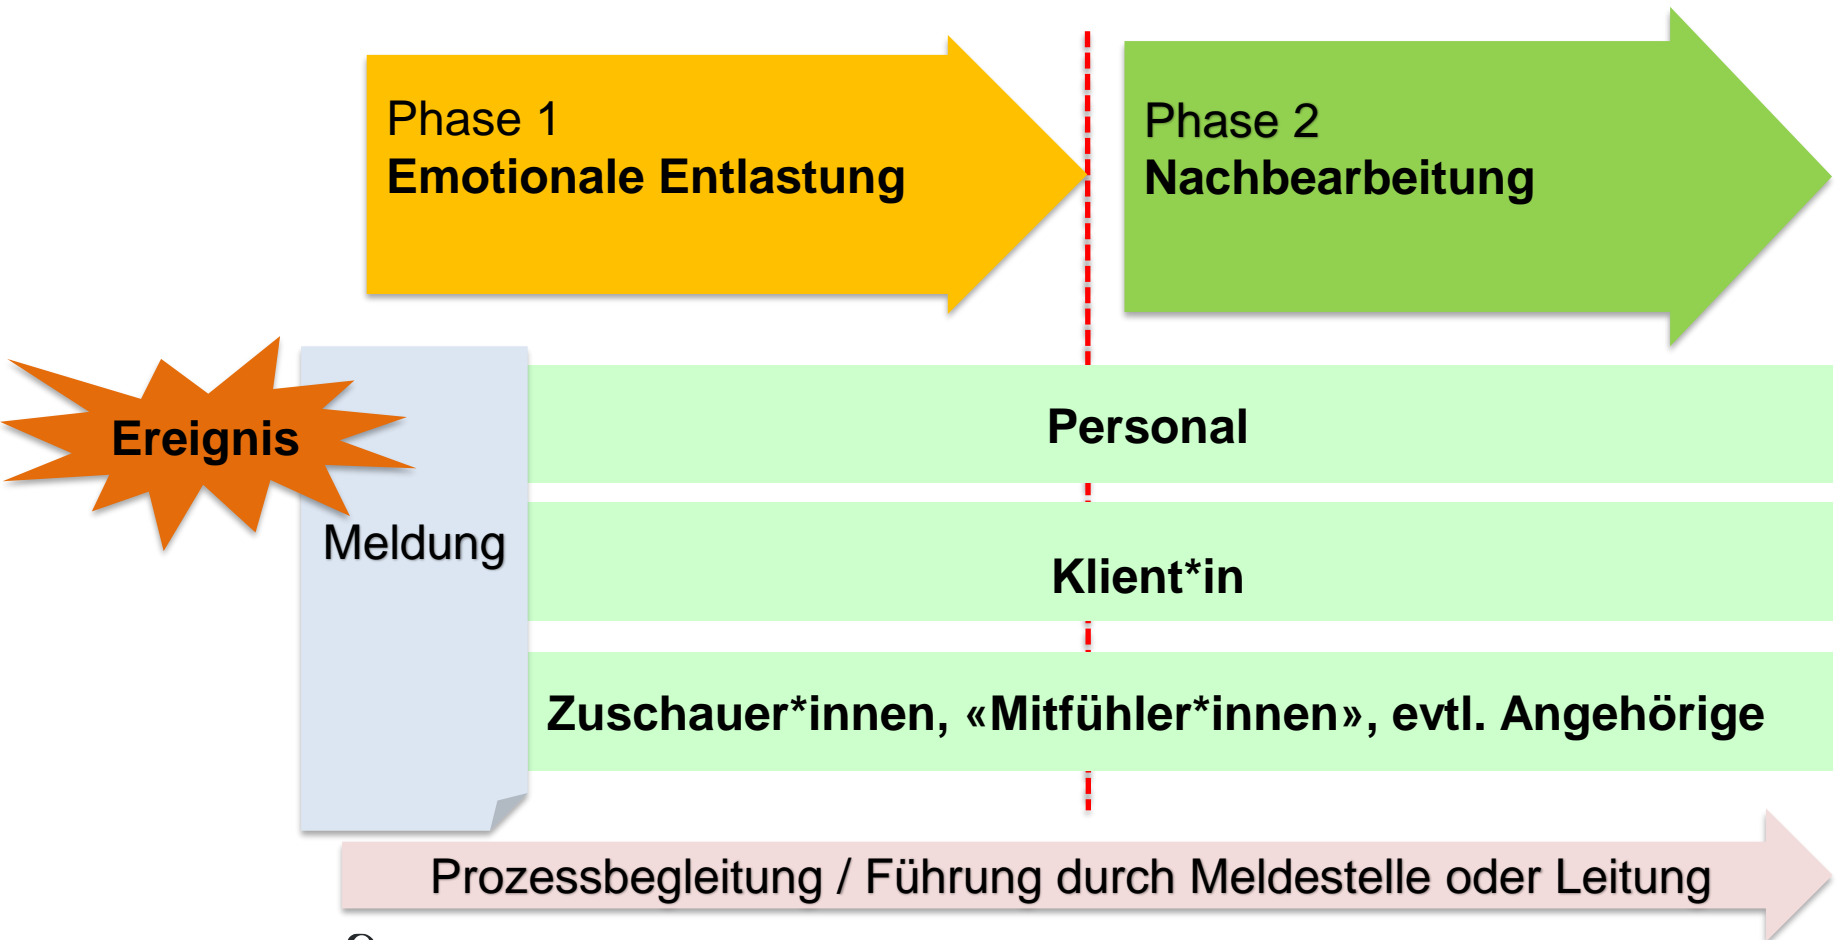 Phase 1
Emotionale Entlastung
Phase 2
Nachbearbeitung
Ereignis
Meldung
Personal
Klient*in
Zuschauer*innen, «Mitfühler*innen», evtl. Angehörige
Prozessbegleitung / Führung durch Meldestelle oder Leitung